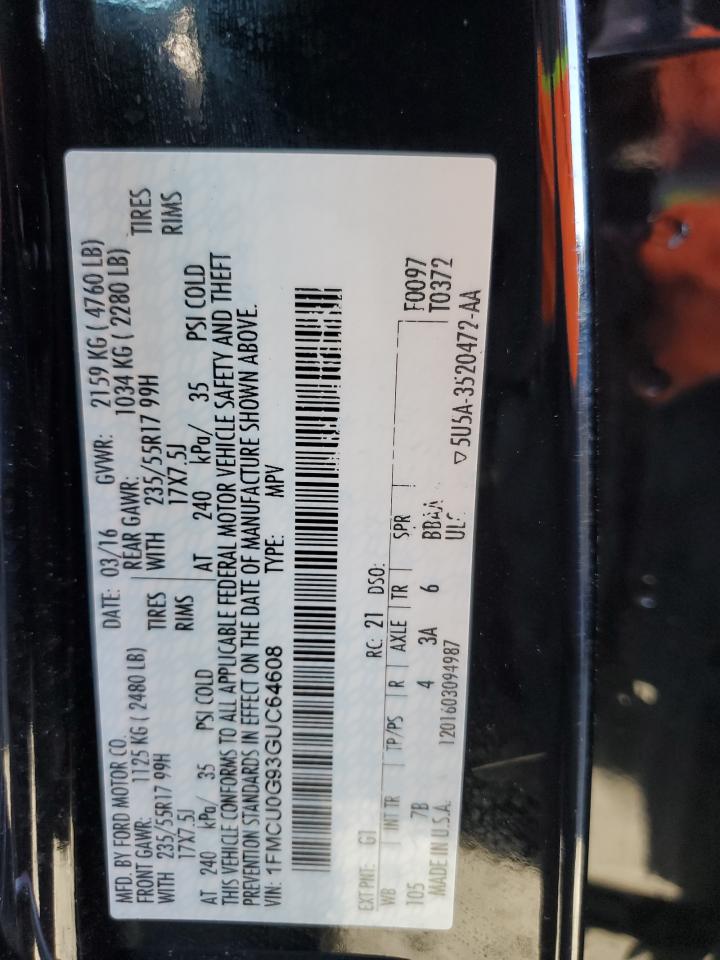 MFD. BY FORD MOTOR CO. DATE: 03/16 GVWR: 2159 KG ( 4760 LB)
FRONT GAWR: 1125 KG ( 2480 LB) REAR GAWR: 1034 KG ( 2280 LB)
WITH 235/55R17 99H TIRES WITH 235/55R17 99H TIRES
17X7.5J RIMS 17X7.5J RIMS
AT 240 kPa/ 35 PSI COLD AT 240 kPa/ 35 PSI COLD
THIS VEHICLE CONFORMS TO ALL APPLICABLE FEDERAL MOTOR VEHICLE SAFETY AND THEFT
PREVENTION STANDARDS IN EFFECT ON THE DATE OF MANUFACTURE SHOWN ABOVE.
VIN: 1FMCU0G93GUC64608 TYPE: MPV
EXT PNT: G1 RC: 21 DSO: F0097
WB INT TR TP/PS R AXLE TR SPR T0372
105 7B 4 3A 6 BBAA
MADE IN U.S.A. 1201603094987 ▽5U5A-3520472-AA